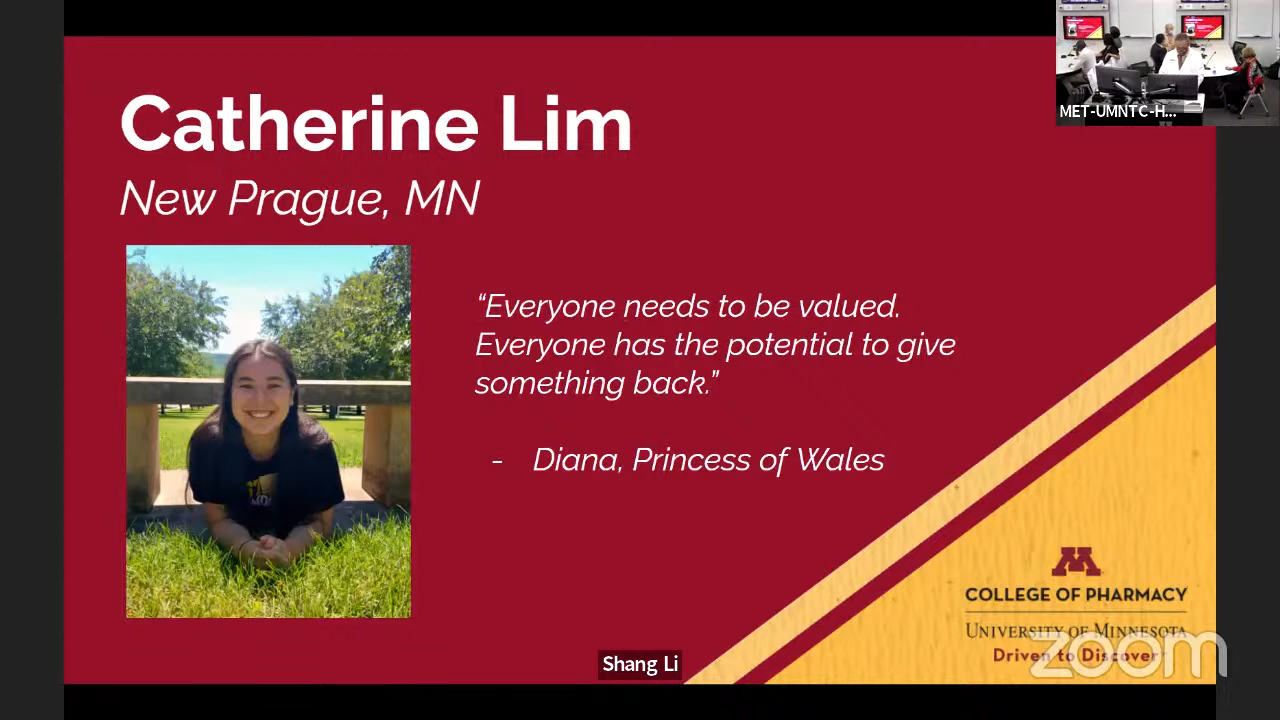 Catherine Lim
New Prague, MN
MET-UMNTC-H...
“Everyone needs to be valued.
Everyone has the potential to give
something back.”
- Diana, Princess of Wales
M
COLLEGE OF PHARMACY
UNIVERSITY OF MINNESOTA
Driven to Discover
zoom
Shang Li